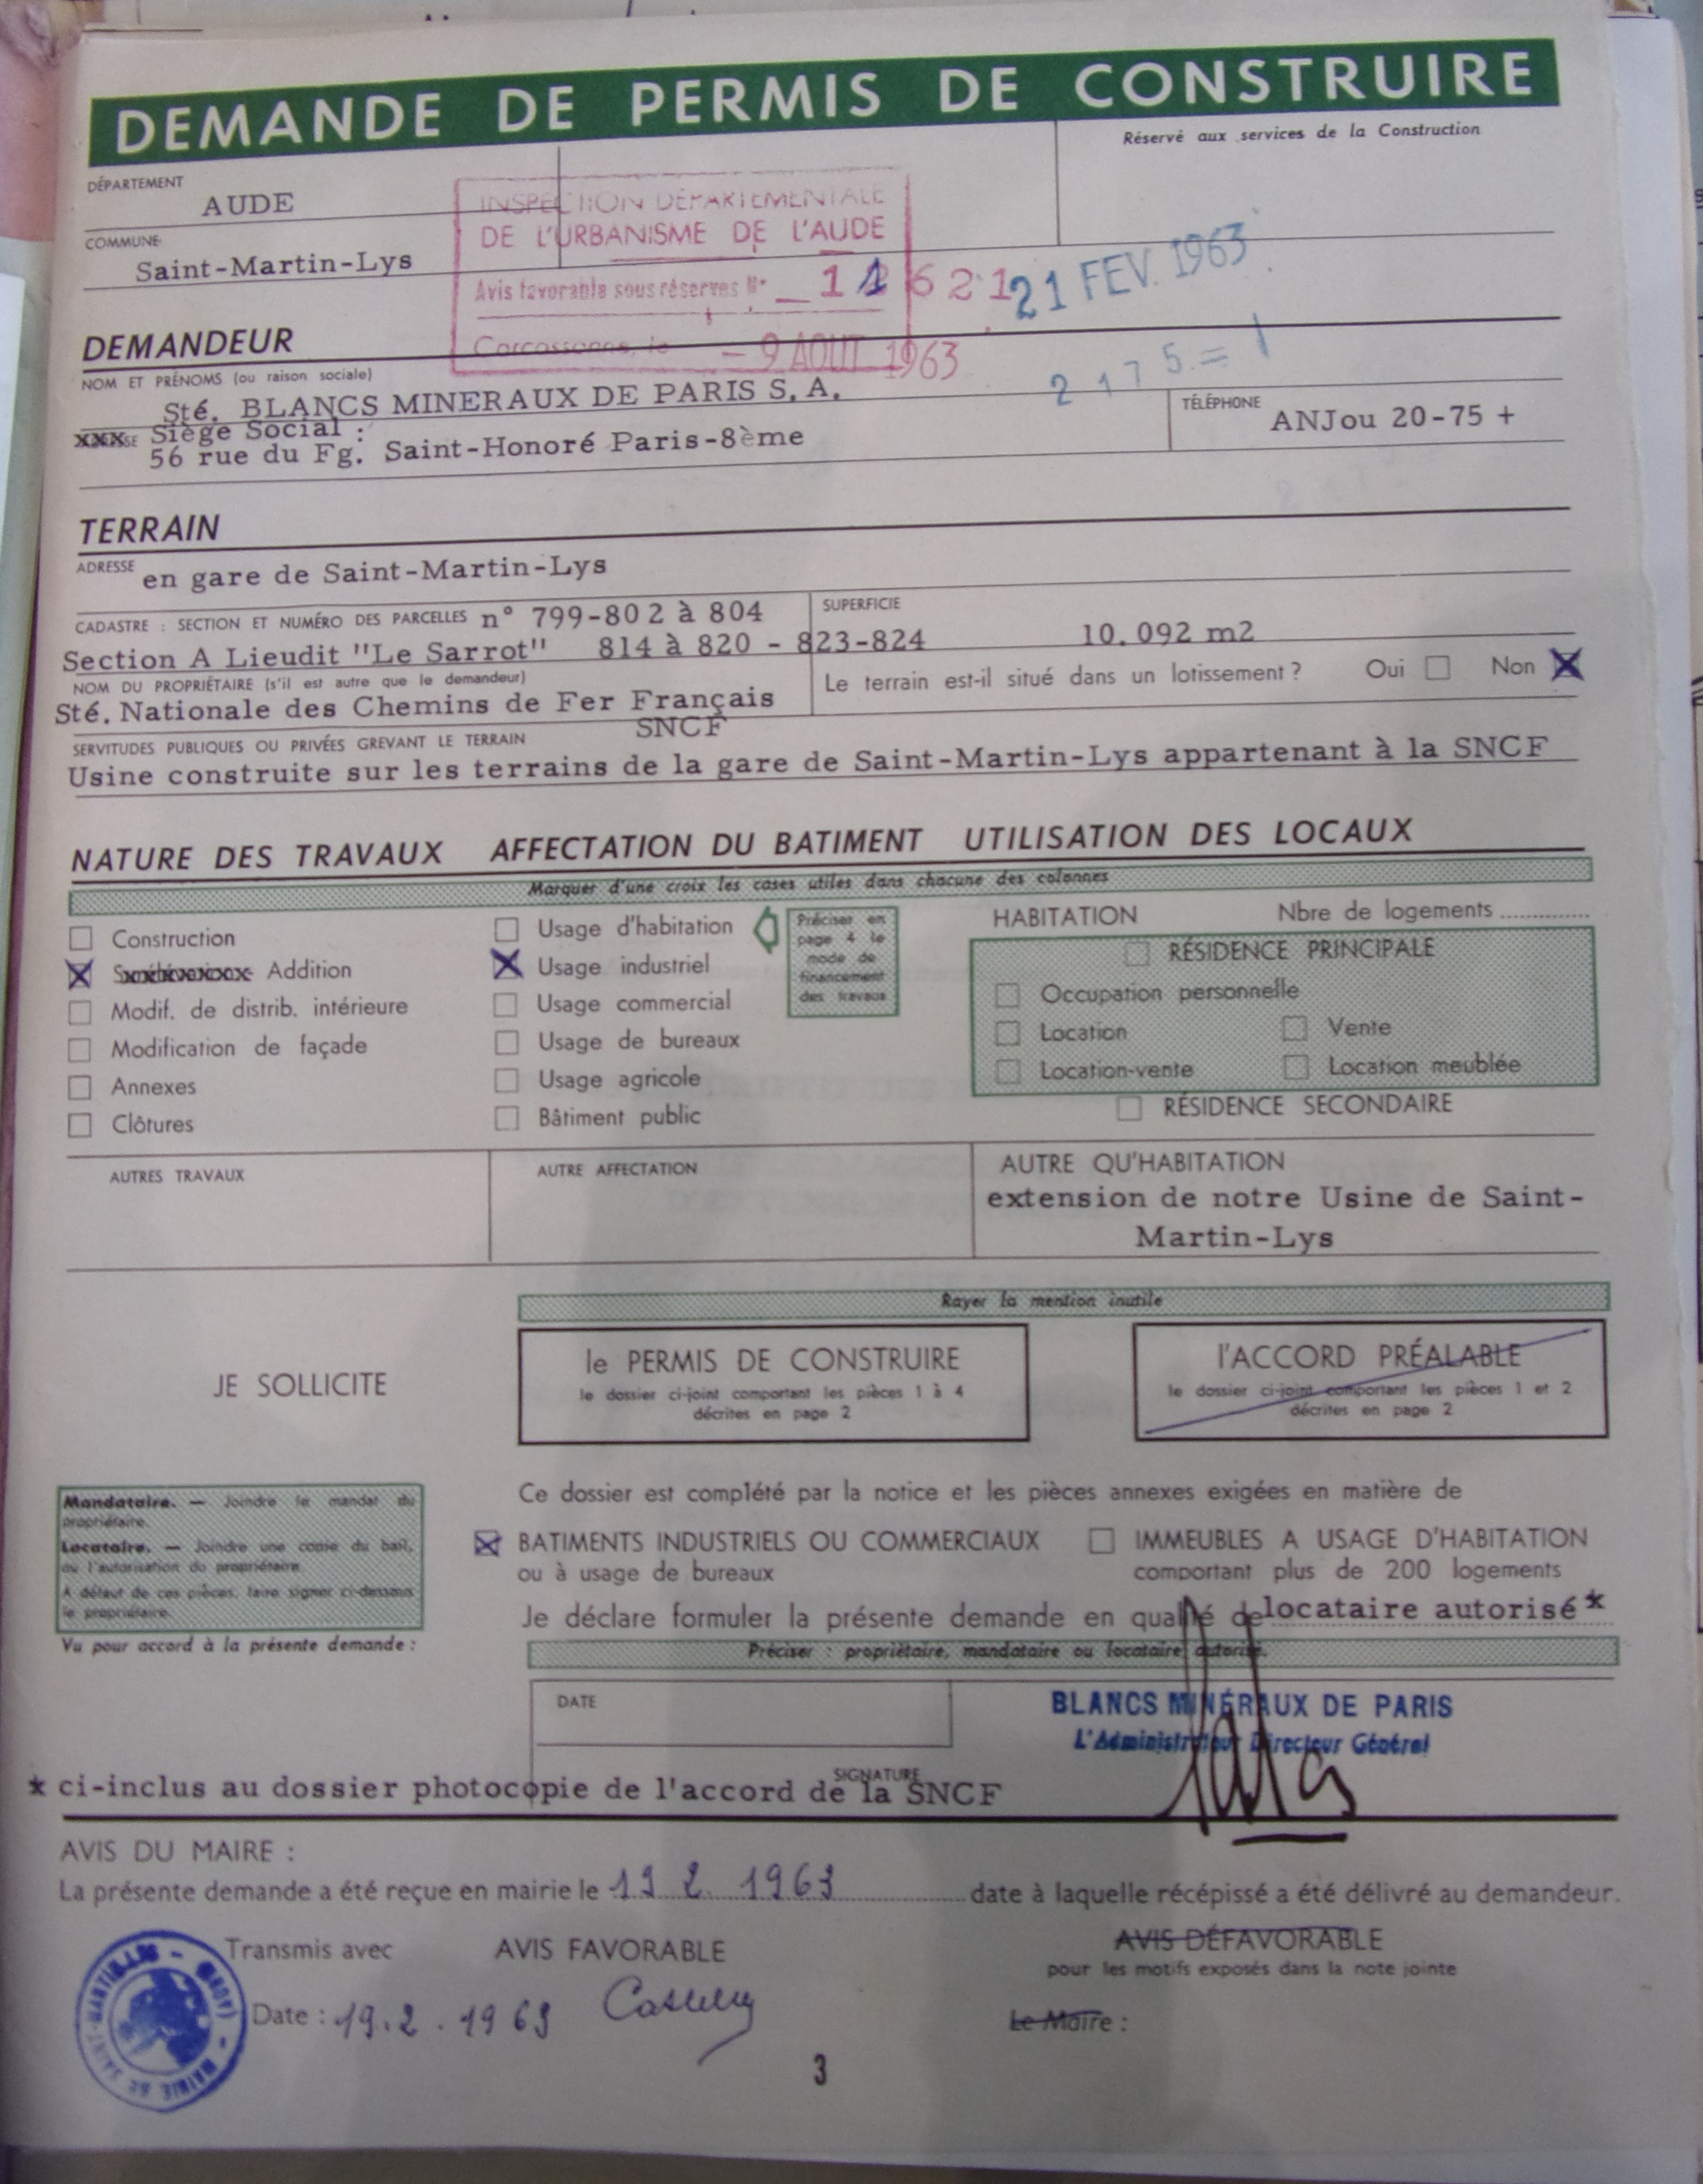 DEMANDE DE PERMIS DE CONSTRUIRE
Réservé aux services de la Construction
DÉPARTEMENT
AUDE
COMMUNE
Saint-Martin-Lys
INSPECTION DÉPARTEMENTALE
DE L'URBANISME DE L'AUDE
Avis favorable sous réserves N°
621
Carcassonne, le - 9 AOUT 1963
21 FEV. 1963
2175 =
DEMANDEUR
NOM ET PRÉNOMS (ou raison sociale)
Sté. BLANCS MINERAUX DE PARIS S.A.
Siège Social :
56 rue du Fg. Saint-Honoré Paris-8ème
TÉLÉPHONE
ANJou 20-75 +
TERRAIN
ADRESSE en gare de Saint-Martin-Lys
CADASTRE : SECTION ET NUMÉRO DES PARCELLES n° 799-802 à 804
Section A Lieudit "Le Sarrot" 814 à 820 - 823-824
SUPERFICIE
10.092 m2
NOM DU PROPRIÉTAIRE (s'il est autre que le demandeur)
Sté. Nationale des Chemins de Fer Français
SNCF
Le terrain est-il situé dans un lotissement ? Oui Non
SERVITUDES PUBLIQUES OU PRIVÉES GREVANT LE TERRAIN
Usine construite sur les terrains de la gare de Saint-Martin-Lys appartenant à la SNCF
NATURE DES TRAVAUX AFFECTATION DU BATIMENT UTILISATION DES LOCAUX
Marquer d'une croix les cases utiles dans chacune des colonnes
Construction
Addition
Modif. de distrib. intérieure
Modification de façade
Annexes
Clôtures
Usage d'habitation
Usage industriel
Usage commercial
Usage de bureaux
Usage agricole
Bâtiment public
Préciser en
page 4 le
mode de
financement
des travaux
HABITATION Nbre de logements
RÉSIDENCE PRINCIPALE
Occupation personnelle
Location Vente
Location-vente Location meublée
RÉSIDENCE SECONDAIRE
AUTRES TRAVAUX
AUTRE AFFECTATION
AUTRE QU'HABITATION
extension de notre Usine de Saint-
Martin-Lys
Rayer la mention inutile
JE SOLLICITE
le PERMIS DE CONSTRUIRE
le dossier ci-joint comportant les pièces 1 à 4
décrites en page 2
l'ACCORD PRÉALABLE
le dossier ci-joint comportant les pièces 1 et 2
décrites en page 2
Mandataire. — Joindre le mandat du
propriétaire.
Locataire. — Joindre une copie du bail,
ou l'autorisation du propriétaire.
A défaut de ces pièces, faire signer ci-dessous
le propriétaire.
Vu pour accord à la présente demande :
Ce dossier est complété par la notice et les pièces annexes exigées en matière de
BATIMENTS INDUSTRIELS OU COMMERCIAUX
ou à usage de bureaux
IMMEUBLES A USAGE D'HABITATION
comportant plus de 200 logements
Je déclare formuler la présente demande en qualité de locataire autorisé *
Préciser : propriétaire, mandataire ou locataire autorisé.
DATE
BLANCS MINÉRAUX DE PARIS
L'Administrateur Directeur Général
SIGNATURE
* ci-inclus au dossier photocopie de l'accord de la SNCF
AVIS DU MAIRE :
La présente demande a été reçue en mairie le 19 2 1963 date à laquelle récépissé a été délivré au demandeur.
Transmis avec AVIS FAVORABLE
AVIS DÉFAVORABLE
pour les motifs exposés dans la note jointe
Date : 19.2.1963
Le Maire :
MAIRIE DE SAINT-MARTIN-LYS
3